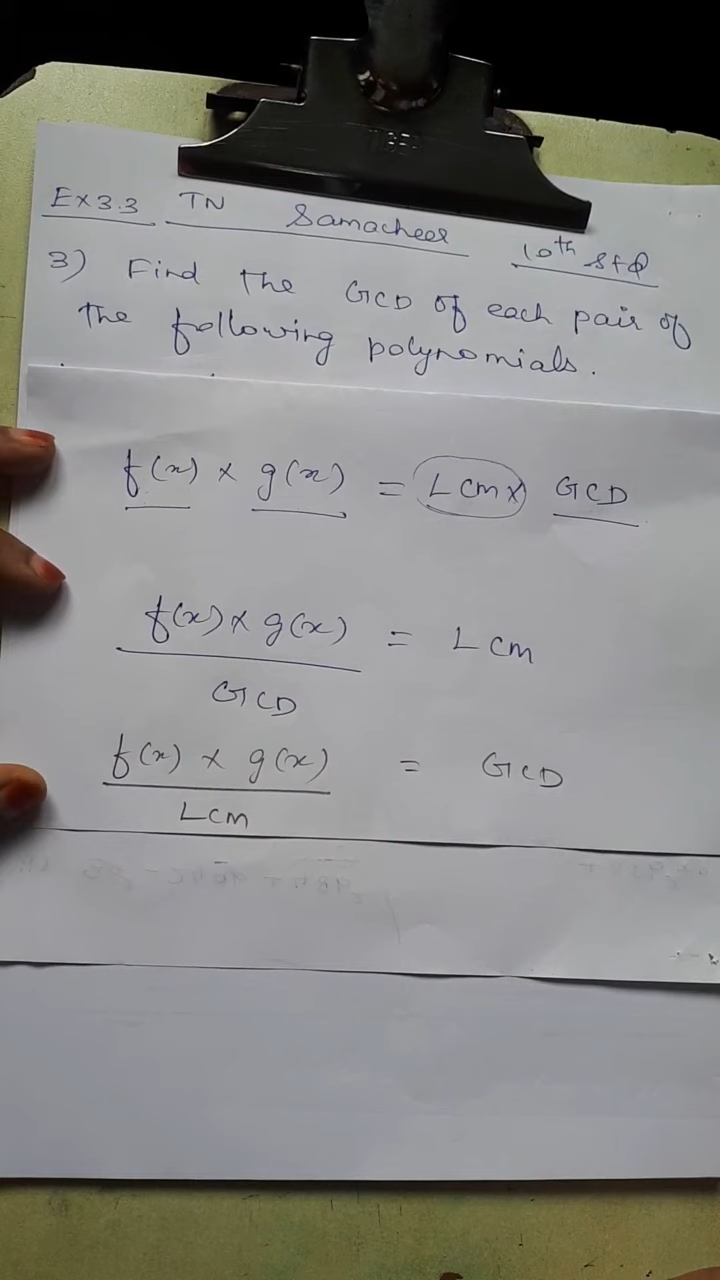 Ex 3.3 TN Samacheer 10th Std
3) Find the GCD of each pair of
the following polynomials.
f(x) x g(x) = LCM x GCD
f(x) x g(x) = LCM
GCD
f(x) x g(x) = GCD
LCM